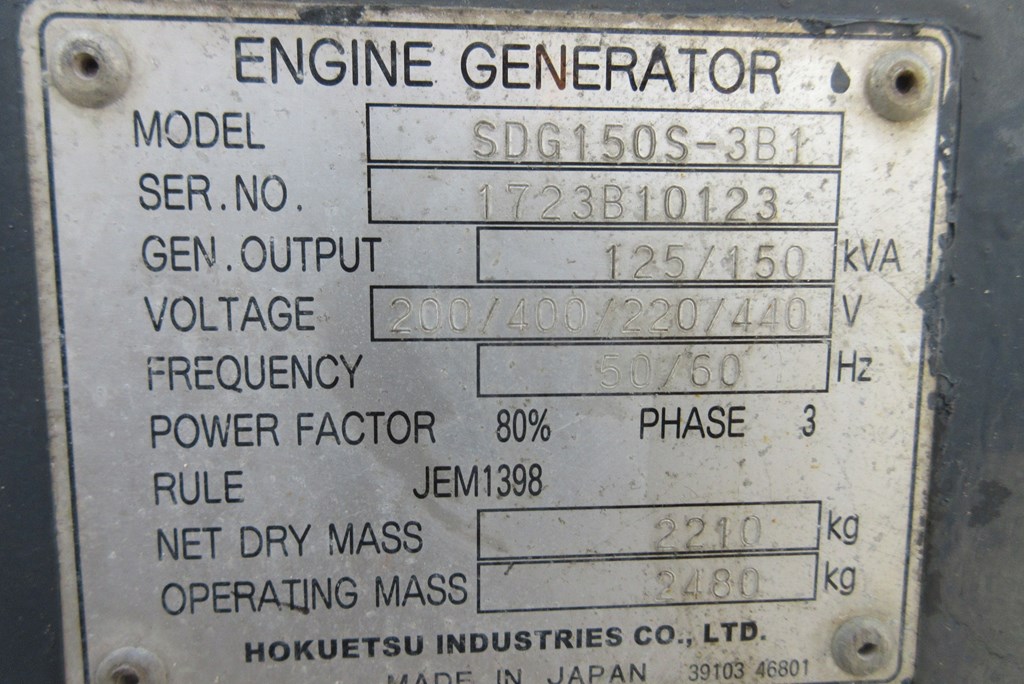 ENGINE GENERATOR
MODEL SDG150S-3B1
SER.NO. 1723B10123
GEN.OUTPUT 125/150 kVA
VOLTAGE 200/400/220/440 V
FREQUENCY 50/60 Hz
POWER FACTOR 80% PHASE 3
RULE JEM1398
NET DRY MASS 2210 kg
OPERATING MASS 2480 kg
HOKUETSU INDUSTRIES CO., LTD.
MADE IN JAPAN 39103 46801